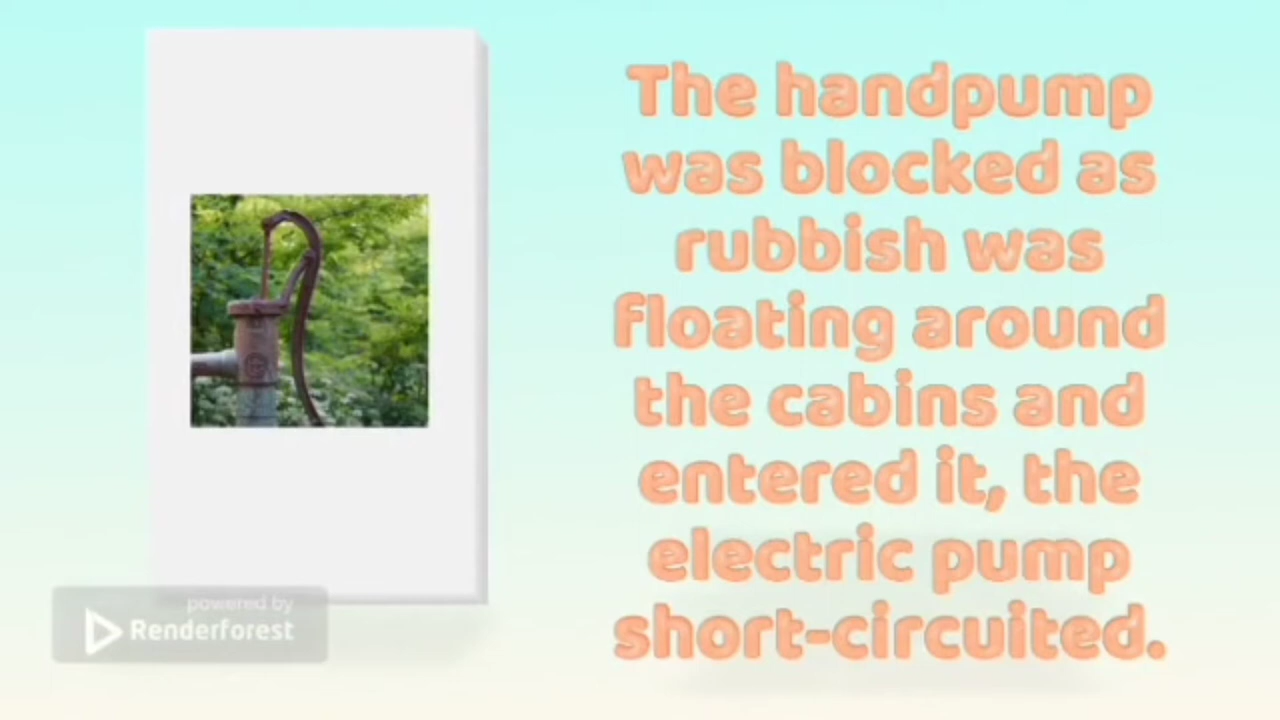 The handpump
was blocked as
rubbish was
floating around
the cabins and
entered it, the
electric pump
short-circuited.
powered by
Renderforest